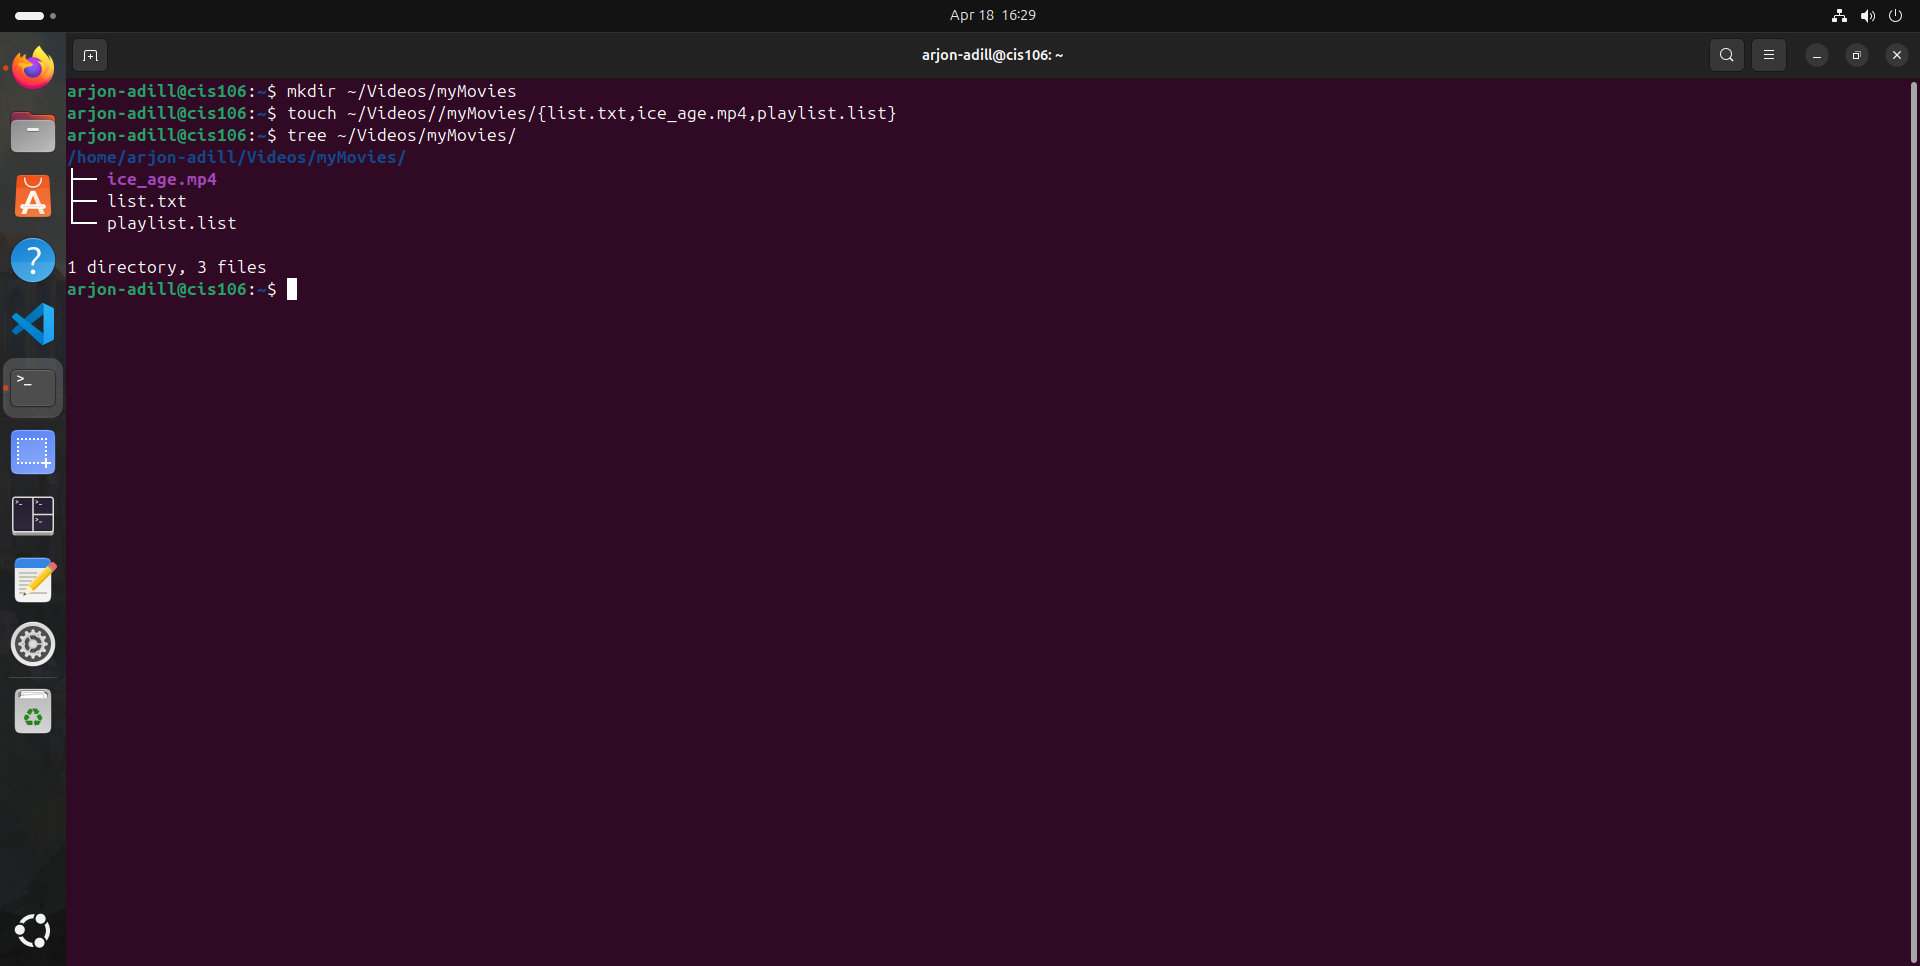 Apr 18 16:29
arjon-adill@cis106: ~
arjon-adill@cis106:~$ mkdir ~/Videos/myMovies
arjon-adill@cis106:~$ touch ~/Videos//myMovies/{list.txt,ice_age.mp4,playlist.list}
arjon-adill@cis106:~$ tree ~/Videos/myMovies/
/home/arjon-adill/Videos/myMovies/
├── ice_age.mp4
├── list.txt
└── playlist.list
1 directory, 3 files
arjon-adill@cis106:~$